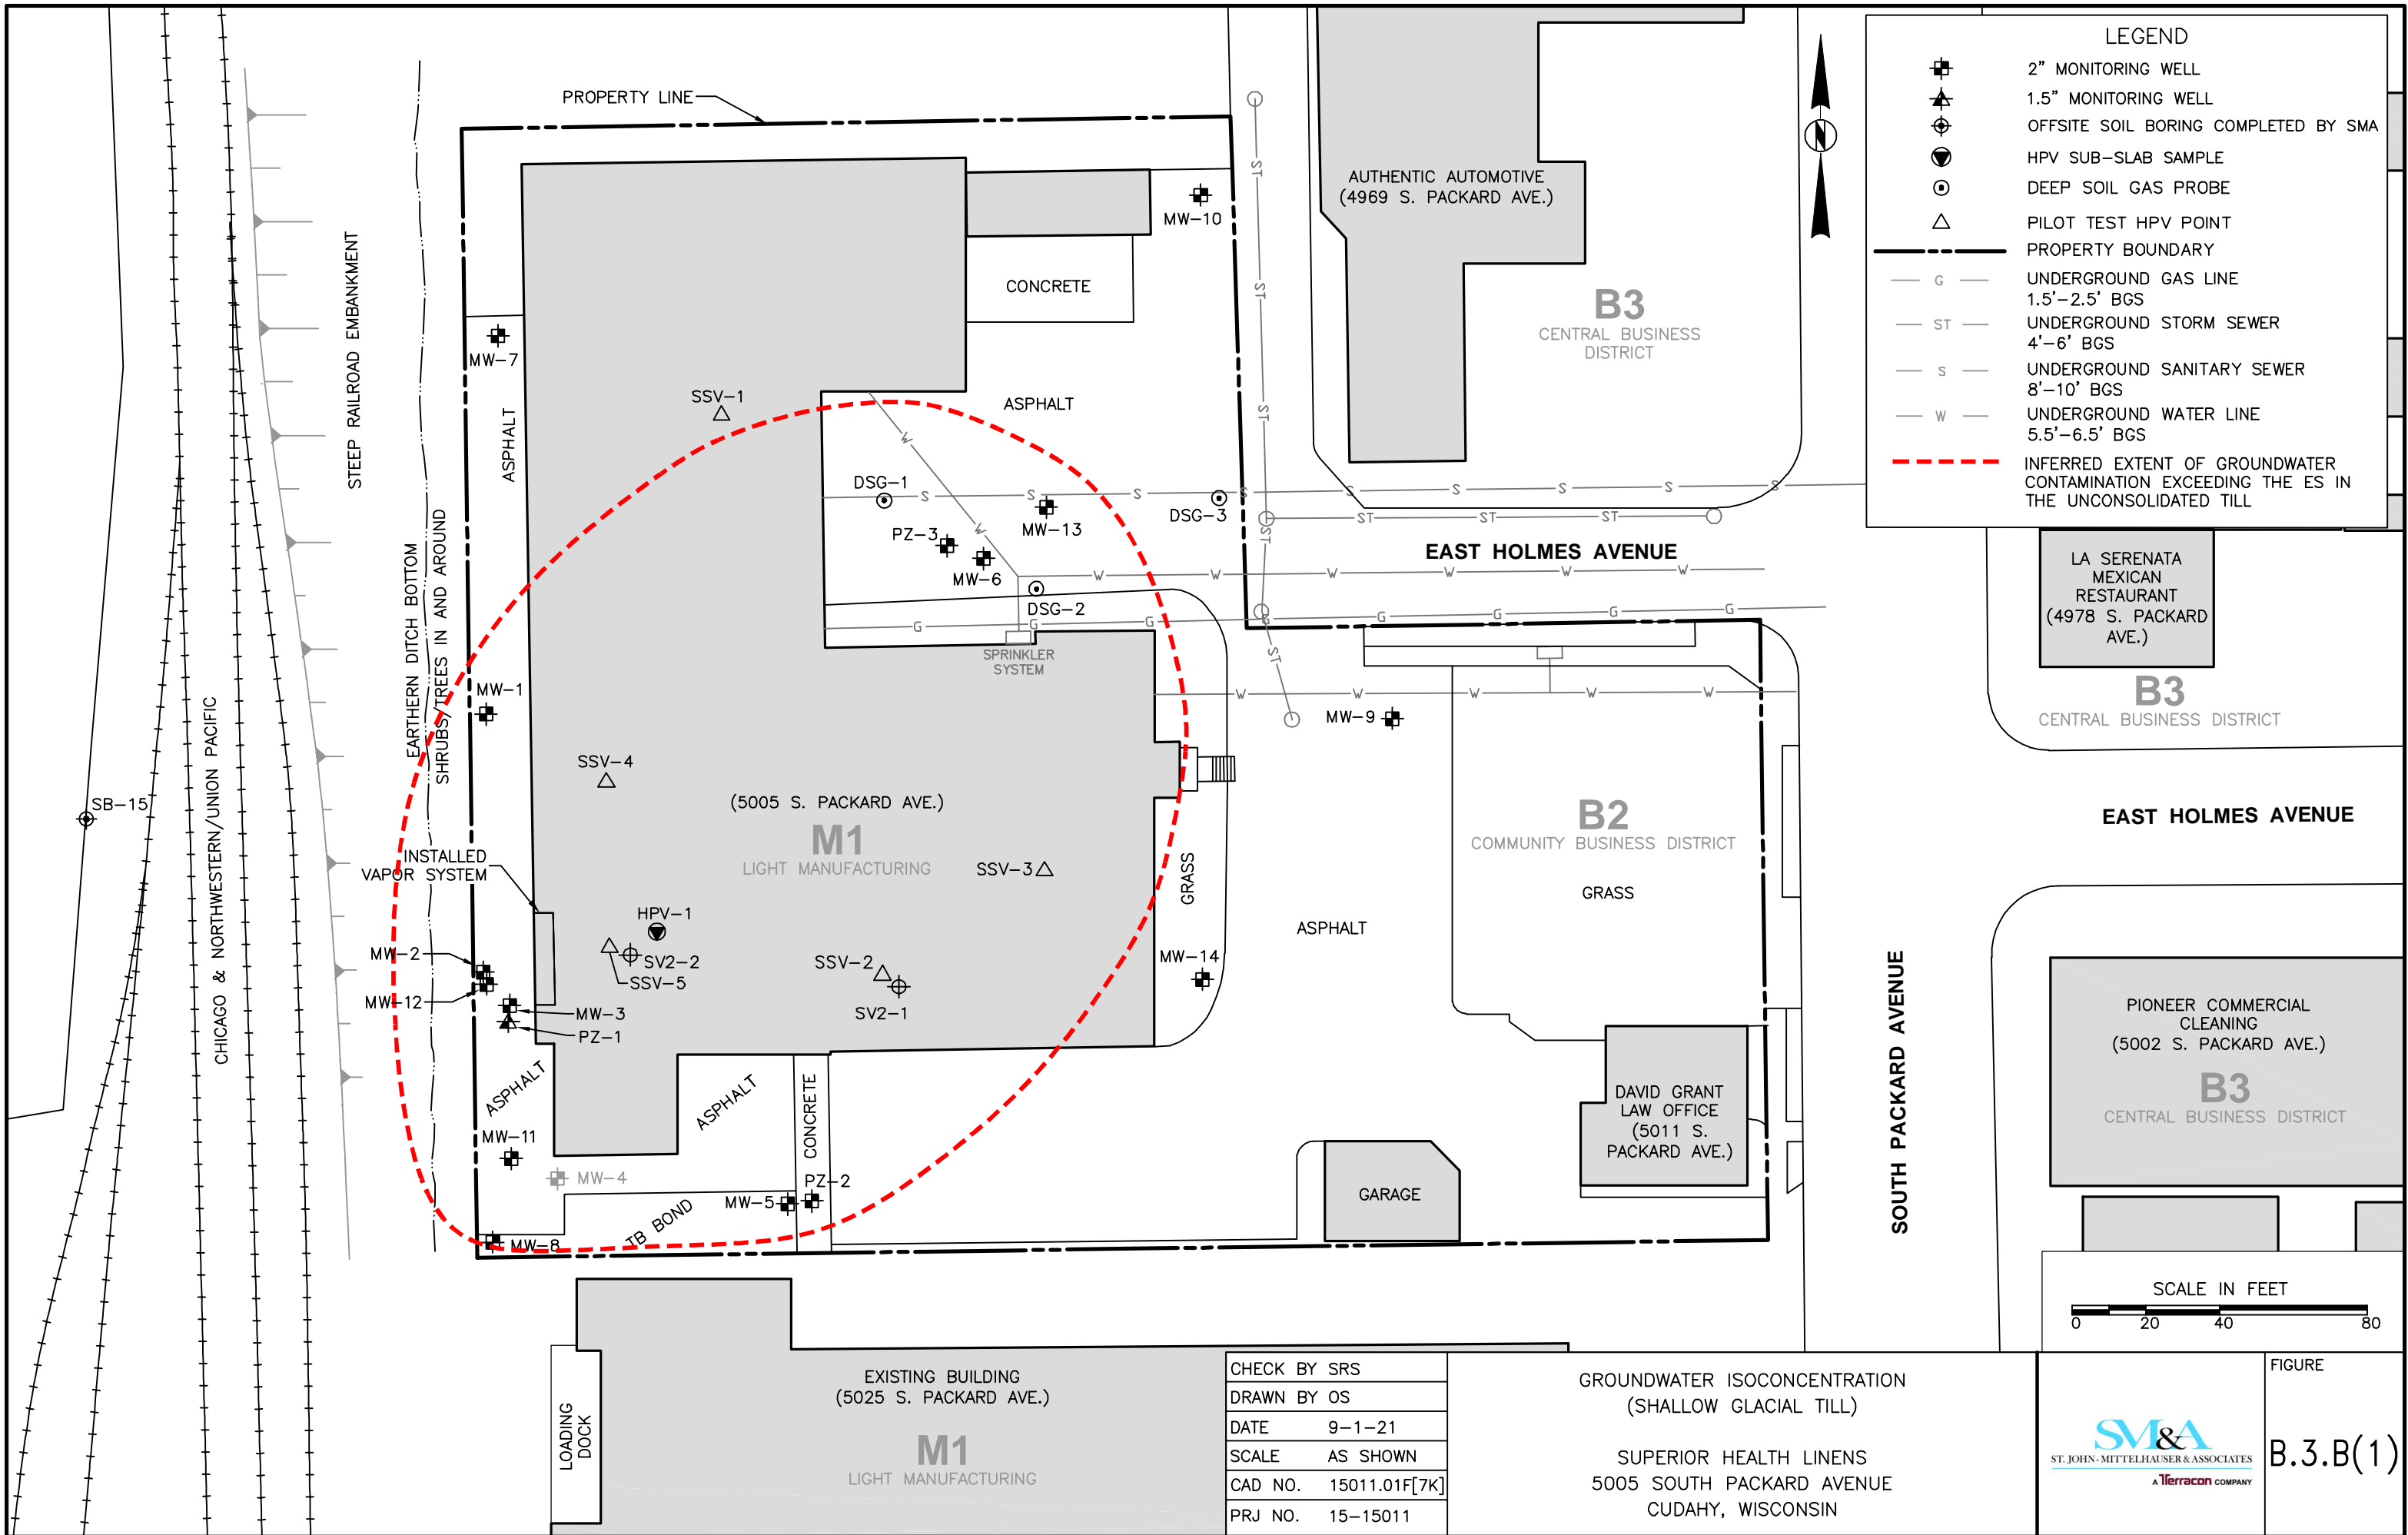 PROPERTY LINE
STEEP RAILROAD EMBANKMENT
EARTHERN DITCH BOTTOM
SHRUBS/TREES IN AND AROUND
CHICAGO & NORTHWESTERN/UNION PACIFIC
SB-15
MW-7
ASPHALT
SSV-1
MW-10
CONCRETE
ASPHALT
ST
ST
ST
ST
ST
AUTHENTIC AUTOMOTIVE
(4969 S. PACKARD AVE.)
B3
CENTRAL BUSINESS
DISTRICT
W
W
DSG-1
S S S S S S S S S
PZ-3
MW-13
DSG-3
MW-6
DSG-2
ST ST ST
EAST HOLMES AVENUE
W W W W W W
G G G G G G G
SPRINKLER
SYSTEM
W W W W W
MW-1
MW-9
SSV-4
(5005 S. PACKARD AVE.)
M1
LIGHT MANUFACTURING
SSV-3
GRASS
INSTALLED
VAPOR SYSTEM
HPV-1
SV2-2
SSV-5
SSV-2
SV2-1
MW-14
ASPHALT
MW-2
MW-12
MW-3
PZ-1
ASPHALT
ASPHALT
CONCRETE
MW-11
MW-4
MW-5
PZ-2
MW-8
TB BOND
B2
COMMUNITY BUSINESS DISTRICT
GRASS
DAVID GRANT
LAW OFFICE
(5011 S.
PACKARD AVE.)
GARAGE
SOUTH PACKARD AVENUE
LEGEND
2" MONITORING WELL
1.5" MONITORING WELL
OFFSITE SOIL BORING COMPLETED BY SMA
HPV SUB-SLAB SAMPLE
DEEP SOIL GAS PROBE
PILOT TEST HPV POINT
PROPERTY BOUNDARY
G UNDERGROUND GAS LINE
1.5'-2.5' BGS
ST UNDERGROUND STORM SEWER
4'-6' BGS
S UNDERGROUND SANITARY SEWER
8'-10' BGS
W UNDERGROUND WATER LINE
5.5'-6.5' BGS
INFERRED EXTENT OF GROUNDWATER
CONTAMINATION EXCEEDING THE ES IN
THE UNCONSOLIDATED TILL
LA SERENATA
MEXICAN
RESTAURANT
(4978 S. PACKARD
AVE.)
B3
CENTRAL BUSINESS DISTRICT
EAST HOLMES AVENUE
PIONEER COMMERCIAL
CLEANING
(5002 S. PACKARD AVE.)
B3
CENTRAL BUSINESS DISTRICT
SCALE IN FEET
0 20 40 80
LOADING
DOCK
EXISTING BUILDING
(5025 S. PACKARD AVE.)
M1
LIGHT MANUFACTURING
CHECK BY SRS
DRAWN BY OS
DATE 9-1-21
SCALE AS SHOWN
CAD NO. 15011.01F[7K]
PRJ NO. 15-15011
GROUNDWATER ISOCONCENTRATION
(SHALLOW GLACIAL TILL)
SUPERIOR HEALTH LINENS
5005 SOUTH PACKARD AVENUE
CUDAHY, WISCONSIN
SM&A
ST. JOHN-MITTELHAUSER & ASSOCIATES
A Terracon COMPANY
FIGURE
B.3.B(1)